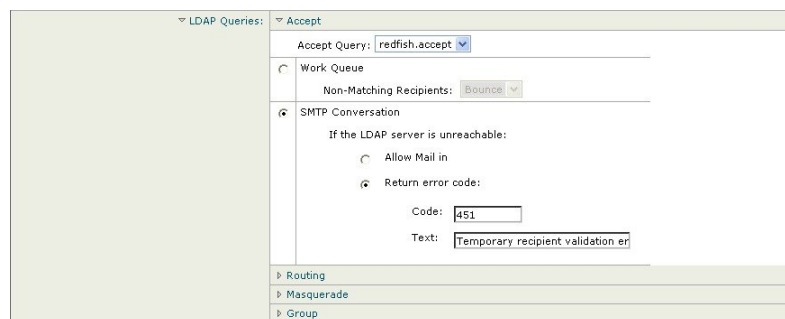 LDAP Queries:
Accept
Accept Query: redfish.accept
Work Queue
Non-Matching Recipients: Bounce
SMTP Conversation
If the LDAP server is unreachable:
Allow Mail in
Return error code:
Code: 451
Text: Temporary recipient validation er
Routing
Masquerade
Group